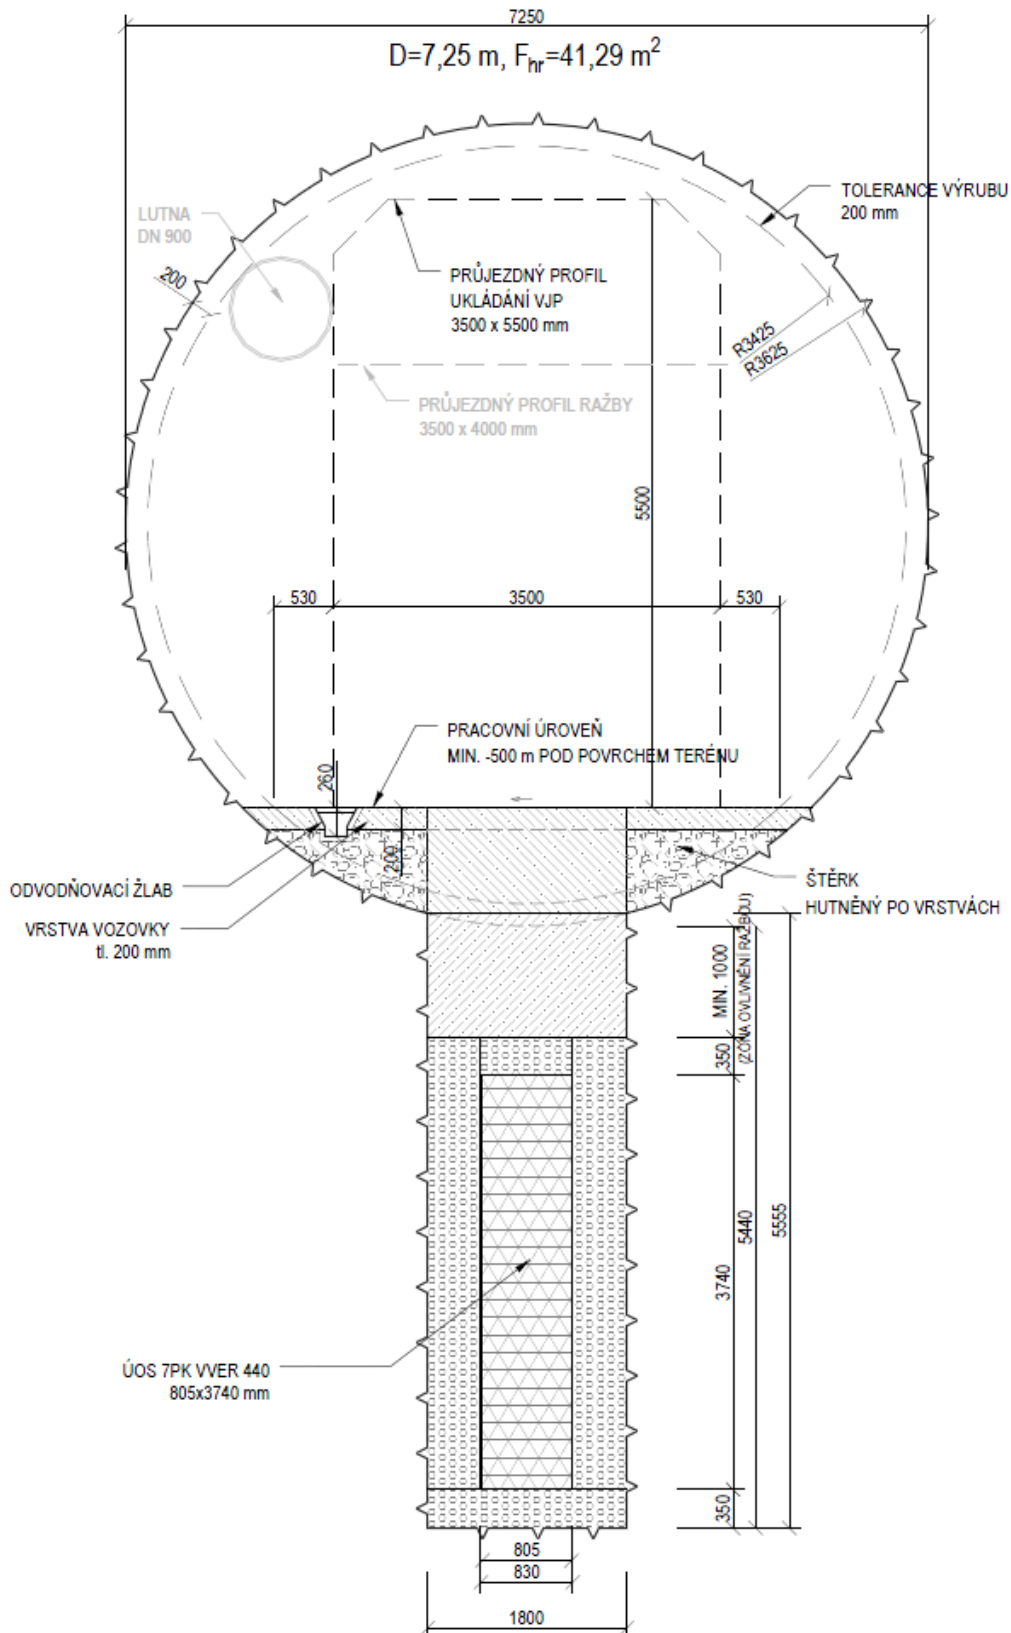 7250
D=7,25 m, Fhr=41,29 m²
TOLERANCE VÝRUBU
200 mm
LUTNA
DN 900
200
PRŮJEZDNÝ PROFIL
UKLÁDÁNÍ VJP
3500 x 5500 mm
R3425
R3625
PRŮJEZDNÝ PROFIL RAŽBY
3500 x 4000 mm
5500
530
3500
530
PRACOVNÍ ÚROVEŇ
MIN. -500 m POD POVRCHEM TERÉNU
260
200
ODVODŇOVACÍ ŽLAB
VRSTVA VOZOVKY
tl. 200 mm
ŠTĚRK
HUTNĚNÝ PO VRSTVÁCH
MIN. 1000
(ZÓNA OVLIVNĚNÍ RAŽBOU)
350
3740
5440
5555
350
ÚOS 7PK VVER 440
805x3740 mm
805
830
1800